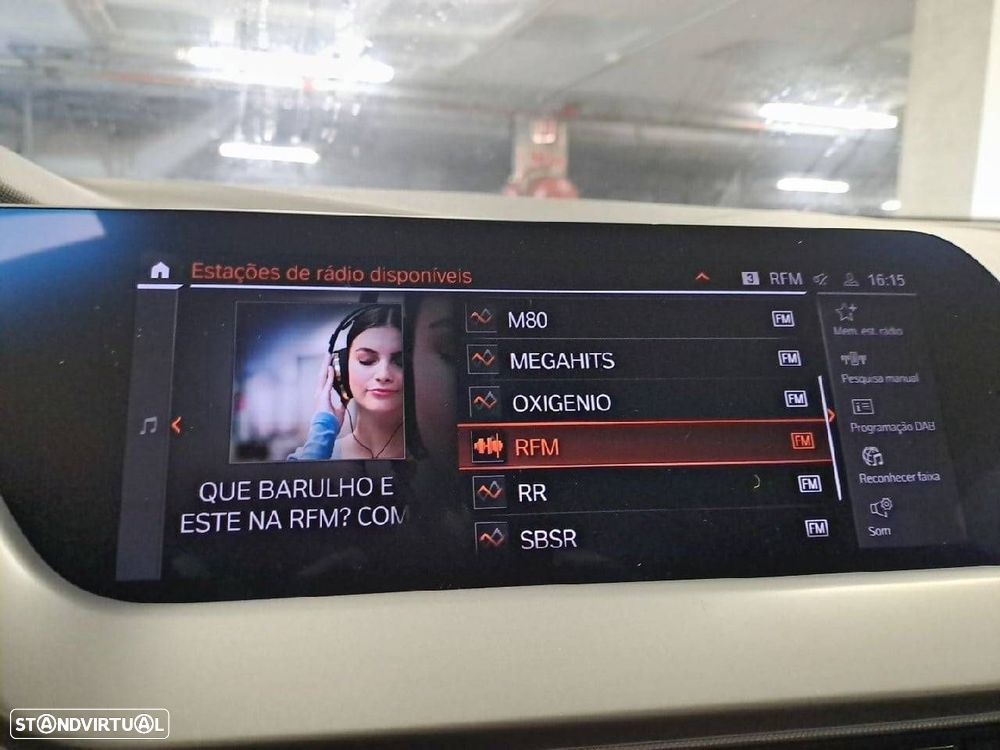 Estações de rádio disponíveis
3 RFM 16:15
M80 FM
MEGAHITS FM
OXIGENIO FM
RFM FM
RR FM
SBSR FM
QUE BARULHO E
ESTE NA RFM? COM
Mem. est. rádio
Pesquisa manual
Programação DAB
Reconhecer faixa
Som
STANDVIRTUAL